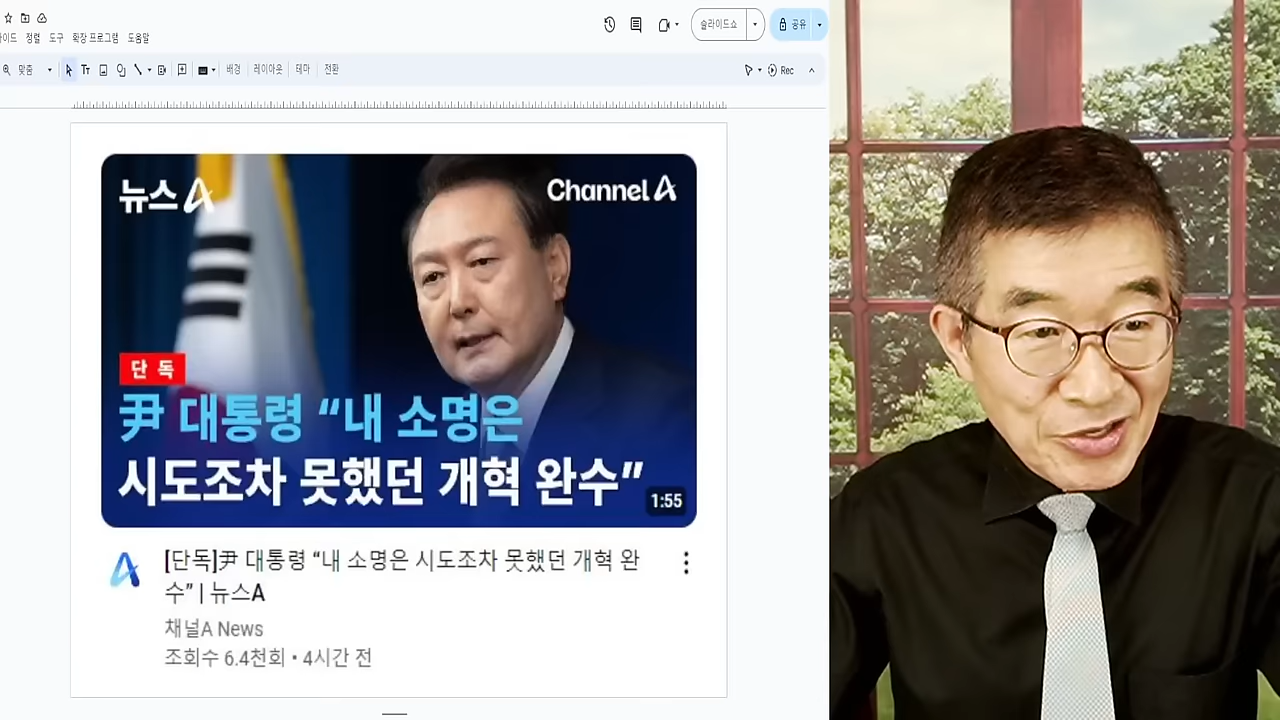 이드 정렬 도구 확장 프로그램 도움말
슬라이드쇼
공유
맞춤
배경 레이아웃 테마 전환
Rec
뉴스A
Channel A
단독
尹 대통령 “내 소명은
시도조차 못했던 개혁 완수”
1:55
[단독]尹 대통령 “내 소명은 시도조차 못했던 개혁 완
수” | 뉴스A
채널A News
조회수 6.4천회 • 4시간 전